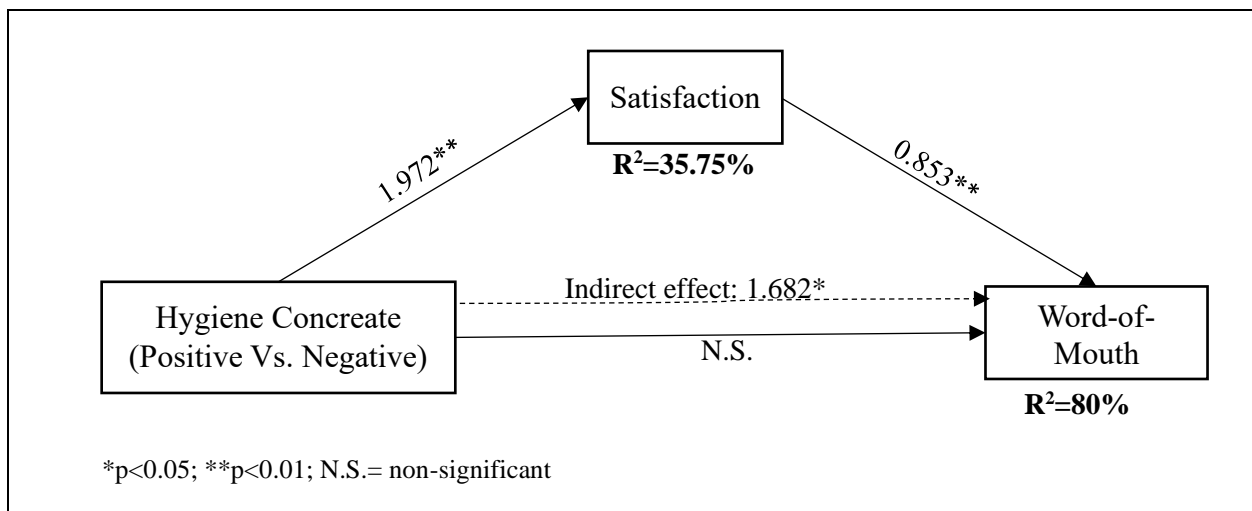 Satisfaction
R²=35.75%
1.972**
0.853**
Indirect effect: 1.682*
Hygiene Concreate
(Positive Vs. Negative)
N.S.
Word-of-
Mouth
R²=80%
*p<0.05; **p<0.01; N.S.= non-significant